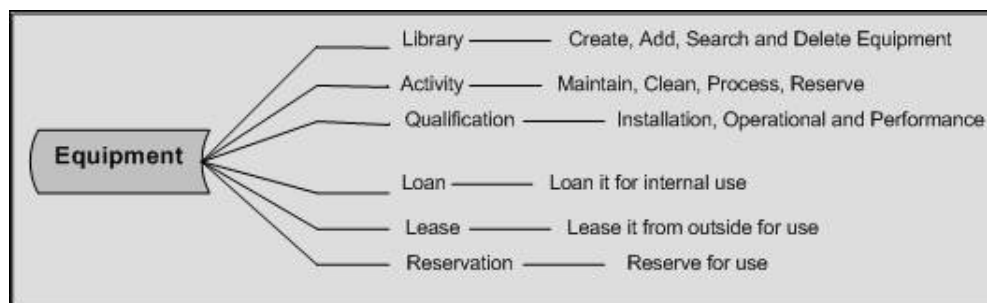 Equipment
Library Create, Add, Search and Delete Equipment
Activity Maintain, Clean, Process, Reserve
Qualification Installation, Operational and Performance
Loan Loan it for internal use
Lease Lease it from outside for use
Reservation Reserve for use